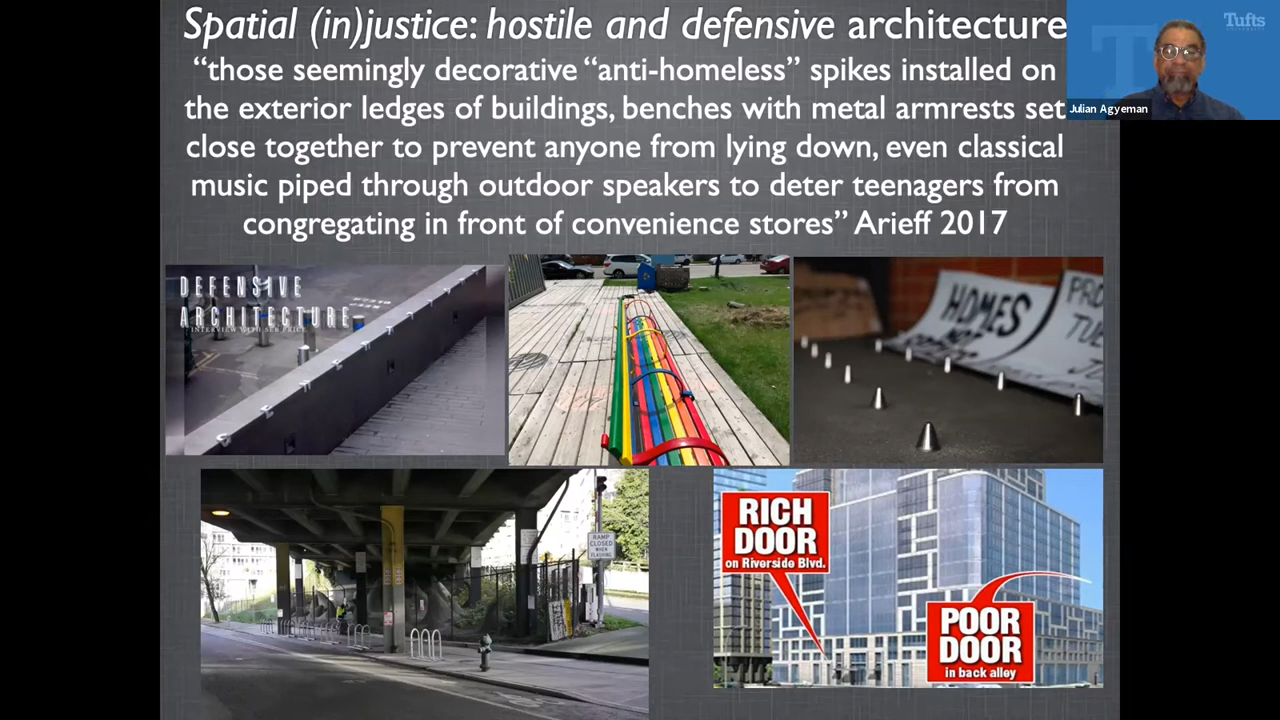 Spatial (in)justice: hostile and defensive architecture
“those seemingly decorative “anti-homeless” spikes installed on
the exterior ledges of buildings, benches with metal armrests set
close together to prevent anyone from lying down, even classical
music piped through outdoor speakers to deter teenagers from
congregating in front of convenience stores” Arieff 2017
Tufts
UNIVERSITY
Julian Agyeman
DEFENSIVE
ARCHITECTURE
INTERVIEW WITH SEB PRICE
HOMES
NOT
RICH
DOOR
on Riverside Blvd.
POOR
DOOR
in back alley
RAMP
CLOSED
WHEN
FLASHING